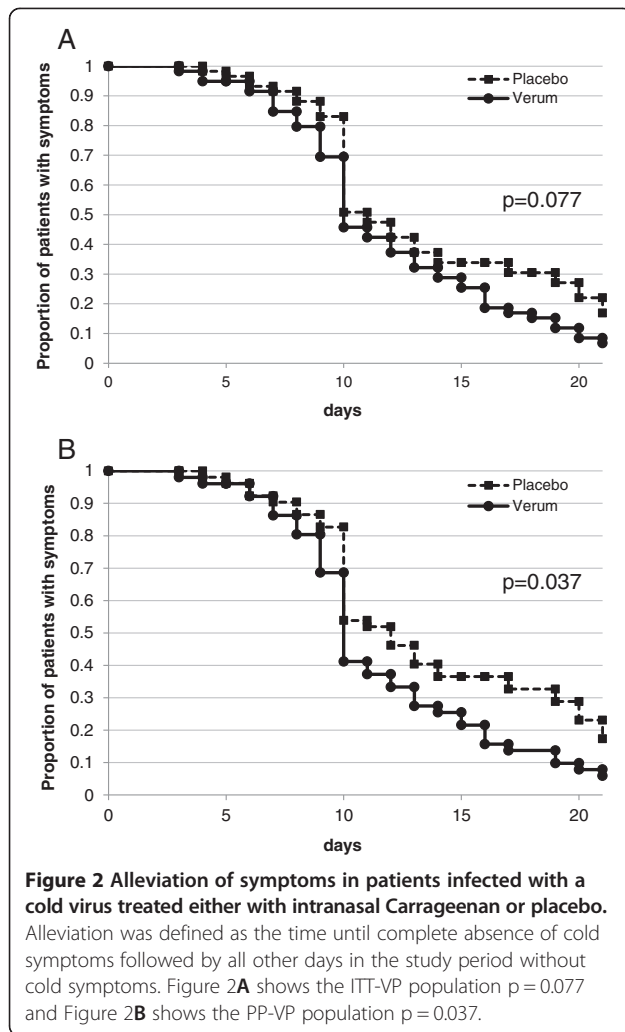 A
Proportion of patients with symptoms
1
0.9
0.8
0.7
0.6
0.5
0.4
0.3
0.2
0.1
0
Placebo
Verum
p=0.077
0 5 10 15 20
days
B
Proportion of patients with symptoms
1
0.9
0.8
0.7
0.6
0.5
0.4
0.3
0.2
0.1
0
Placebo
Verum
p=0.037
0 5 10 15 20
days
Figure 2 Alleviation of symptoms in patients infected with a
cold virus treated either with intranasal Carrageenan or placebo.
Alleviation was defined as the time until complete absence of cold
symptoms followed by all other days in the study period without
cold symptoms. Figure 2A shows the ITT-VP population p = 0.077
and Figure 2B shows the PP-VP population p = 0.037.